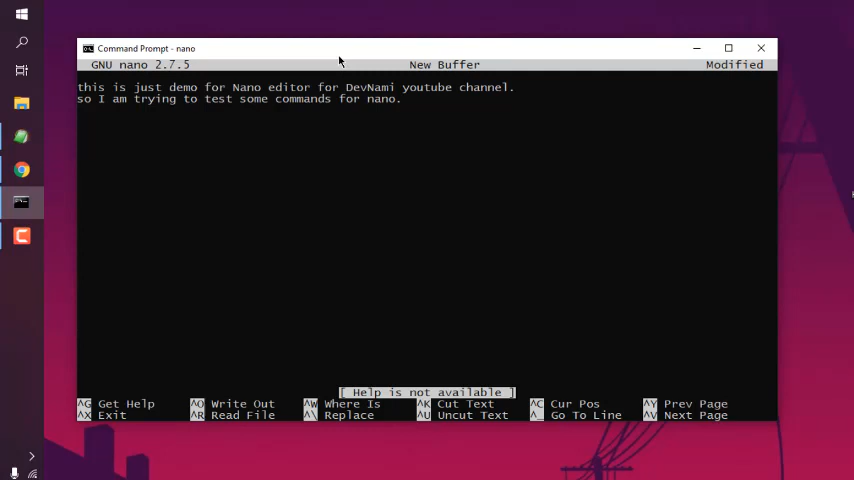 Command Prompt - nano
GNU nano 2.7.5 New Buffer Modified
this is just demo for Nano editor for DevNami youtube channel.
so I am trying to test some commands for nano.
[ Help is not available ]
^G Get Help ^O Write Out ^W Where Is ^K Cut Text ^C Cur Pos ^Y Prev Page
^X Exit ^R Read File ^\ Replace ^U Uncut Text ^_ Go To Line ^V Next Page